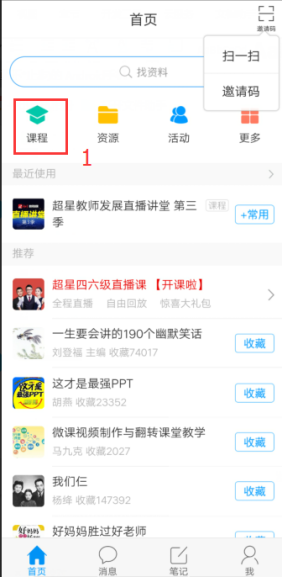 首页
邀请码
扫一扫
邀请码
找资料
课程
资源
活动
更多
1
最近使用
超星教师发展直播讲堂 第三季
课程
+常用
推荐
超星四六级直播课 【开课啦】
全程直播 自由回放 惊喜大礼包
一生要会讲的190个幽默笑话
刘登福 主编 收藏74017
收藏
这才是最强PPT
胡燕 收藏23352
收藏
微课视频制作与翻转课堂教学
马九克 收藏2027
收藏
我们仨
杨绛 收藏147392
收藏
好妈妈胜过好老师
首页
消息
笔记
我